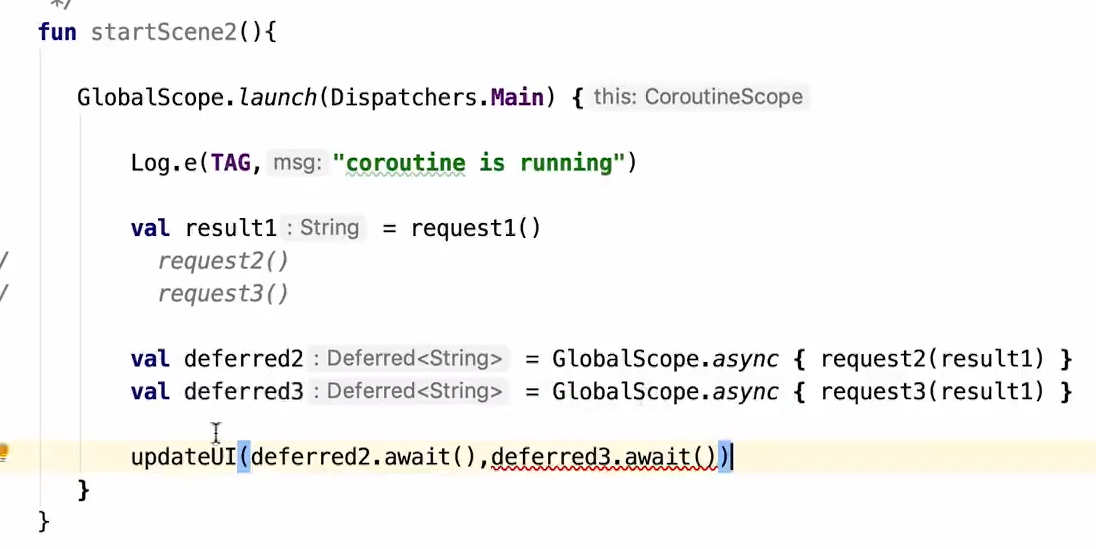 */
fun startScene2(){
GlobalScope.launch(Dispatchers.Main) { this: CoroutineScope
Log.e(TAG, msg: "coroutine is running")
val result1 : String = request1()
/ request2()
/ request3()
val deferred2 : Deferred<String> = GlobalScope.async { request2(result1) }
val deferred3 : Deferred<String> = GlobalScope.async { request3(result1) }
updateUI(deferred2.await(),deferred3.await())
}
}